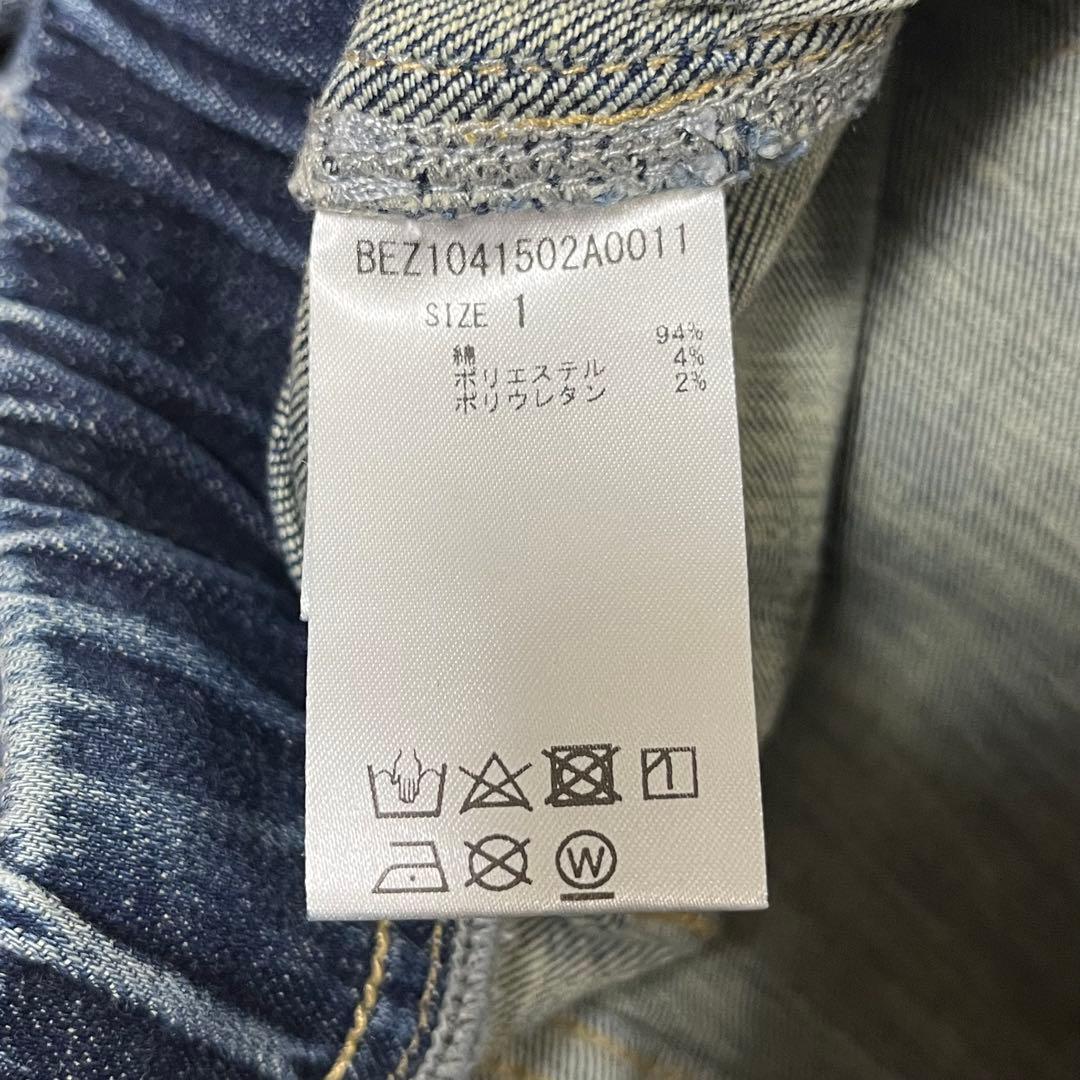 BEZ1041502A0011
SIZE 1
綿 94%
ポリエステル 4%
ポリウレタン 2%
W